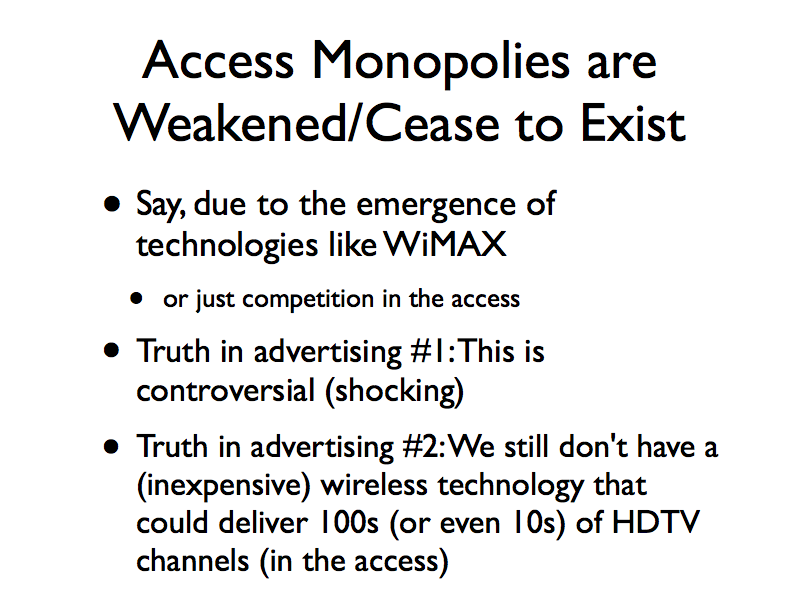 Access Monopolies are
Weakened/Cease to Exist
• Say, due to the emergence of
technologies like WiMAX
• or just competition in the access
• Truth in advertising #1: This is
controversial (shocking)
• Truth in advertising #2: We still don't have a
(inexpensive) wireless technology that
could deliver 100s (or even 10s) of HDTV
channels (in the access)